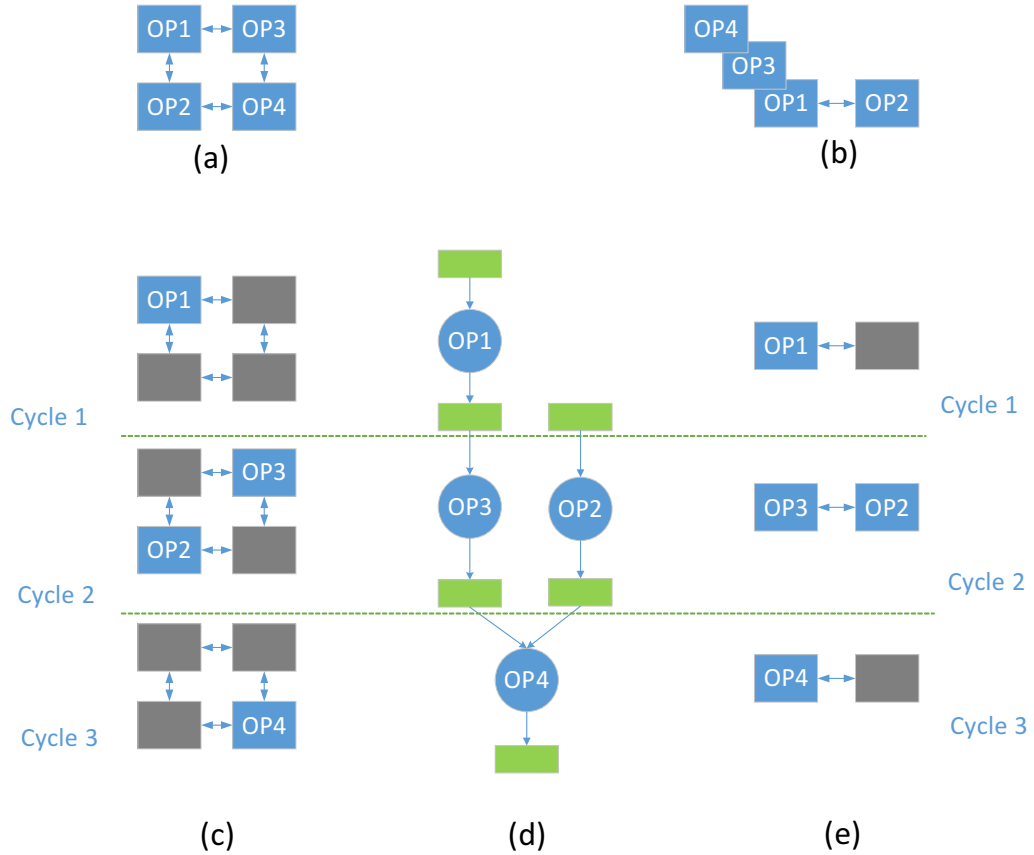 OP1 OP3
OP2 OP4
(a)
OP4
OP3
OP1 OP2
(b)
OP1
Cycle 1
OP3
OP2
Cycle 2
OP4
Cycle 3
(c)
OP1
OP3 OP2
OP4
(d)
OP1
Cycle 1
OP3 OP2
Cycle 2
OP4
Cycle 3
(e)